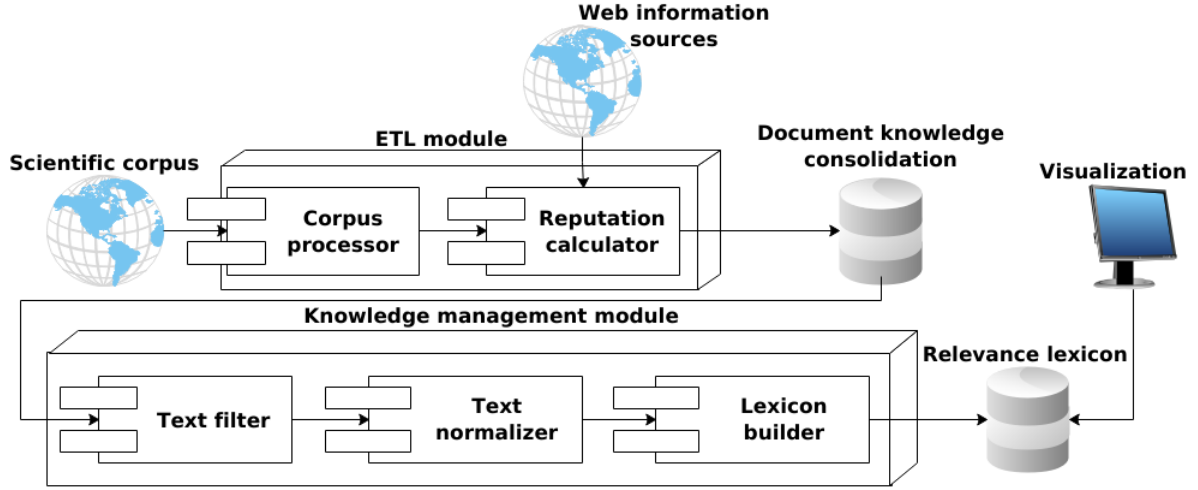 Web information
sources
ETL module
Document knowledge
consolidation
Scientific corpus
Visualization
Corpus
processor
Reputation
calculator
Knowledge management module
Relevance lexicon
Text filter
Text
normalizer
Lexicon
builder